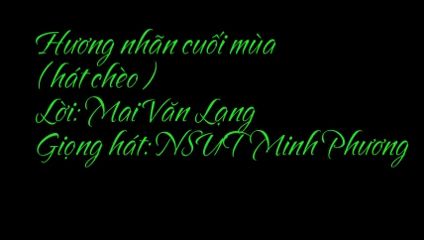 Hương nhãn cuối mùa
( hát chèo )
Lời: Mai Văn Lạng
Giọng hát: NSUT Minh Phương